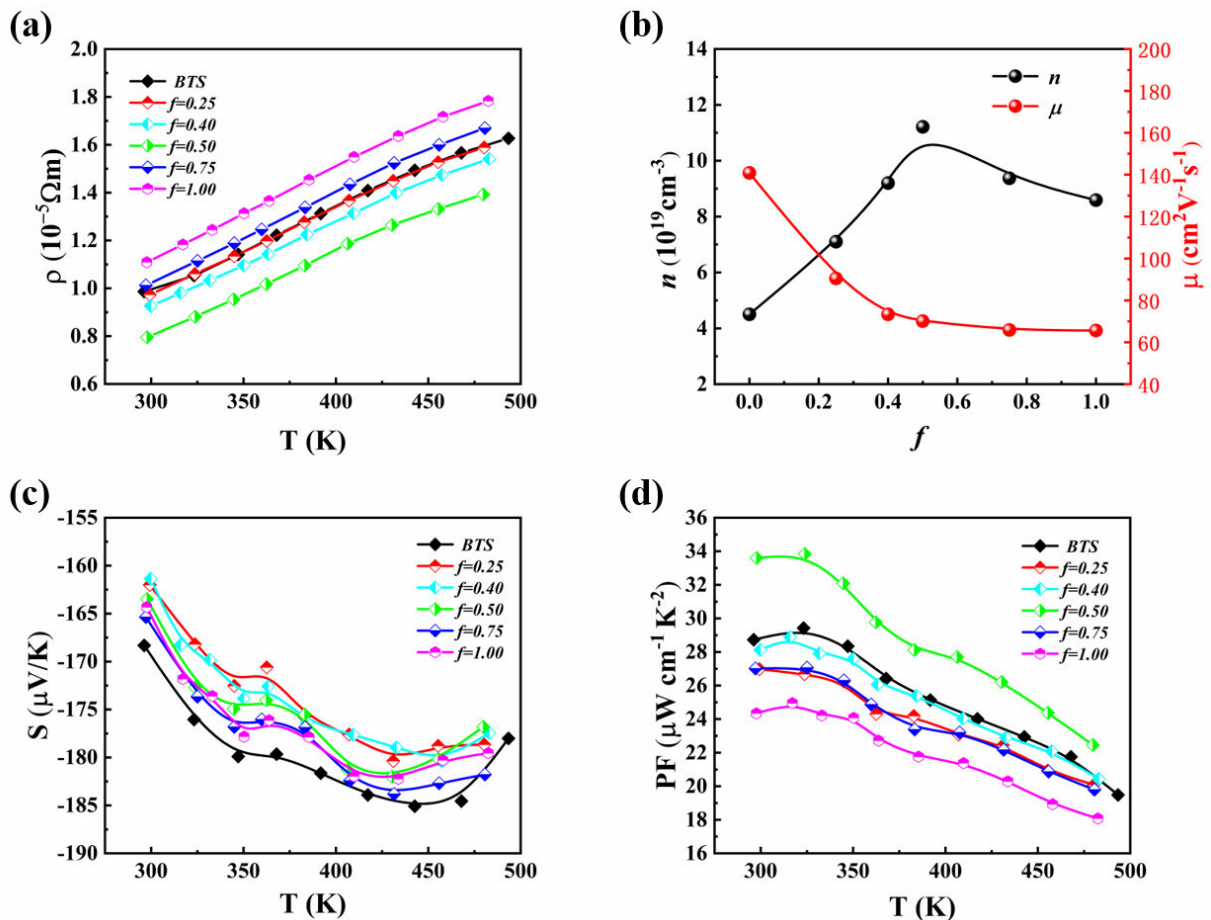 (a)
2.0
1.8
1.6
1.4
1.2
1.0
0.8
0.6
ρ (10⁻⁵Ωm)
BTS
f=0.25
f=0.40
f=0.50
f=0.75
f=1.00
300 350 400 450 500
T (K)
(b)
14
12
10
8
6
4
2
n (10¹⁹ cm⁻³)
n
μ
200
180
160
140
120
100
80
60
40
μ (cm²V⁻¹s⁻¹)
0.0 0.2 0.4 0.6 0.8 1.0
f
(c)
-155
-160
-165
-170
-175
-180
-185
-190
S (μV/K)
BTS
f=0.25
f=0.40
f=0.50
f=0.75
f=1.00
300 350 400 450 500
T (K)
(d)
36
34
32
30
28
26
24
22
20
18
16
PF (μW cm⁻¹ K⁻²)
BTS
f=0.25
f=0.40
f=0.50
f=0.75
f=1.00
300 350 400 450 500
T (K)